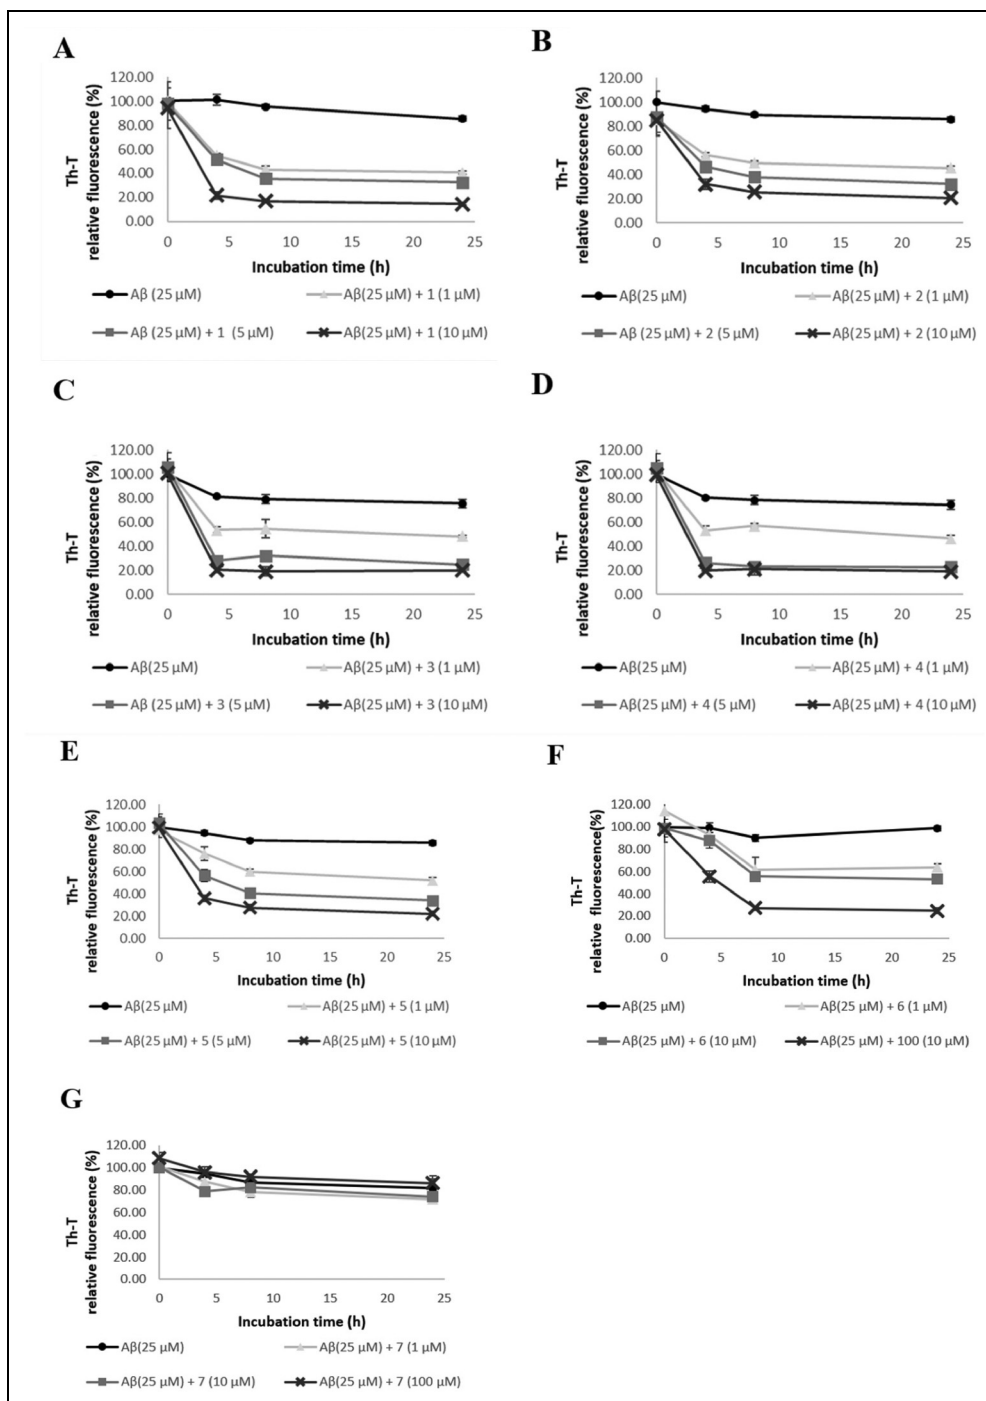 A
120.00
100.00
80.00
60.00
40.00
20.00
0.00
Th-T
relative fluorescence (%)
0 5 10 15 20 25
Incubation time (h)
Aβ (25 μM) Aβ(25 μM) + 1 (1 μM)
Aβ (25 μM) + 1 (5 μM) Aβ(25 μM) + 1 (10 μM)
B
120.00
100.00
80.00
60.00
40.00
20.00
0.00
Th-T
relative fluorescence (%)
0 5 10 15 20 25
Incubation time (h)
Aβ(25 μM) Aβ(25 μM) + 2 (1 μM)
Aβ (25 μM) + 2 (5 μM) Aβ(25 μM) + 2 (10 μM)
C
120.00
100.00
80.00
60.00
40.00
20.00
0.00
Th-T
relative fluorescence (%)
0 5 10 15 20 25
Incubation time (h)
Aβ(25 μM) Aβ(25 μM) + 3 (1 μM)
Aβ (25 μM) + 3 (5 μM) Aβ(25 μM) + 3 (10 μM)
D
120.00
100.00
80.00
60.00
40.00
20.00
0.00
Th-T
relative fluorescence (%)
0 5 10 15 20 25
Incubation time (h)
Aβ(25 μM) Aβ(25 μM) + 4 (1 μM)
Aβ(25 μM) + 4 (5 μM) Aβ(25 μM) + 4 (10 μM)
E
120.00
100.00
80.00
60.00
40.00
20.00
0.00
Th-T
relative fluorescence (%)
0 5 10 15 20 25
Incubation time (h)
Aβ(25 μM) Aβ(25 μM) + 5 (1 μM)
Aβ(25 μM) + 5 (5 μM) Aβ(25 μM) + 5 (10 μM)
F
120.00
100.00
80.00
60.00
40.00
20.00
0.00
Th-T
relative fluorescence(%)
0 5 10 15 20 25
Incubation time (h)
Aβ(25 μM) Aβ(25 μM) + 6 (1 μM)
Aβ(25 μM) + 6 (10 μM) Aβ(25 μM) + 100 (10 μM)
G
120.00
100.00
80.00
60.00
40.00
20.00
0.00
Th-T
relative fluorescence (%)
0 5 10 15 20 25
Incubation time (h)
Aβ(25 μM) Aβ(25 μM) + 7 (1 μM)
Aβ(25 μM) + 7 (10 μM) Aβ(25 μM) + 7 (100 μM)